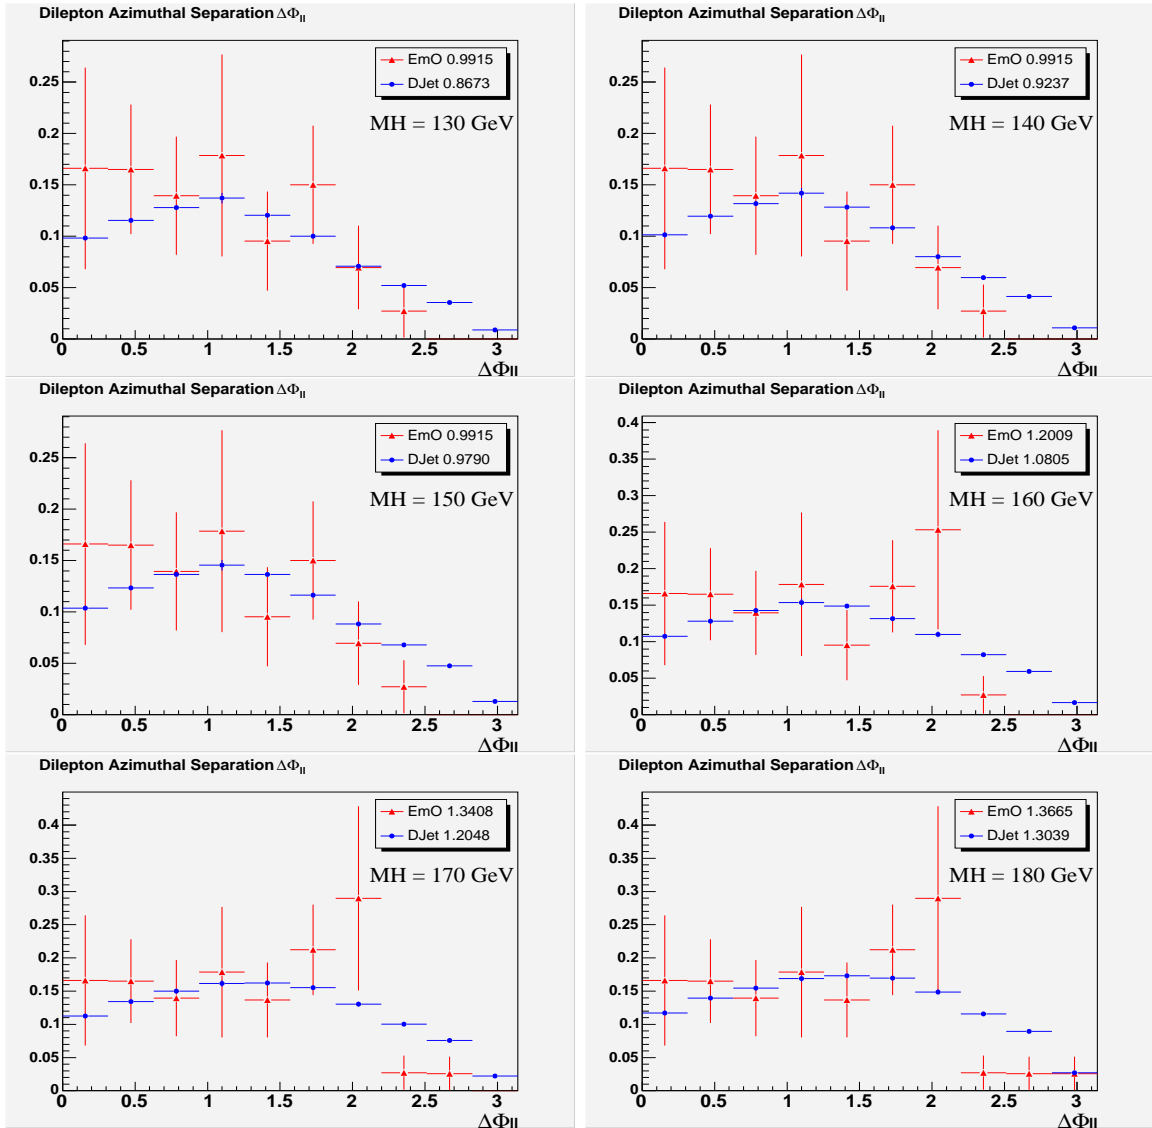 Dilepton Azimuthal Separation ΔΦll
EmO 0.9915
DJet 0.8673
MH = 130 GeV
0.25
0.2
0.15
0.1
0.05
0
0 0.5 1 1.5 2 2.5 3
ΔΦll
Dilepton Azimuthal Separation ΔΦll
EmO 0.9915
DJet 0.9237
MH = 140 GeV
0.25
0.2
0.15
0.1
0.05
0
0 0.5 1 1.5 2 2.5 3
ΔΦll
Dilepton Azimuthal Separation ΔΦll
EmO 0.9915
DJet 0.9790
MH = 150 GeV
0.25
0.2
0.15
0.1
0.05
0
0 0.5 1 1.5 2 2.5 3
ΔΦll
Dilepton Azimuthal Separation ΔΦll
EmO 1.2009
DJet 1.0805
MH = 160 GeV
0.4
0.35
0.3
0.25
0.2
0.15
0.1
0.05
0
0 0.5 1 1.5 2 2.5 3
ΔΦll
Dilepton Azimuthal Separation ΔΦll
EmO 1.3408
DJet 1.2048
MH = 170 GeV
0.4
0.35
0.3
0.25
0.2
0.15
0.1
0.05
0
0 0.5 1 1.5 2 2.5 3
ΔΦll
Dilepton Azimuthal Separation ΔΦll
EmO 1.3665
DJet 1.3039
MH = 180 GeV
0.4
0.35
0.3
0.25
0.2
0.15
0.1
0.05
0
0 0.5 1 1.5 2 2.5 3
ΔΦll